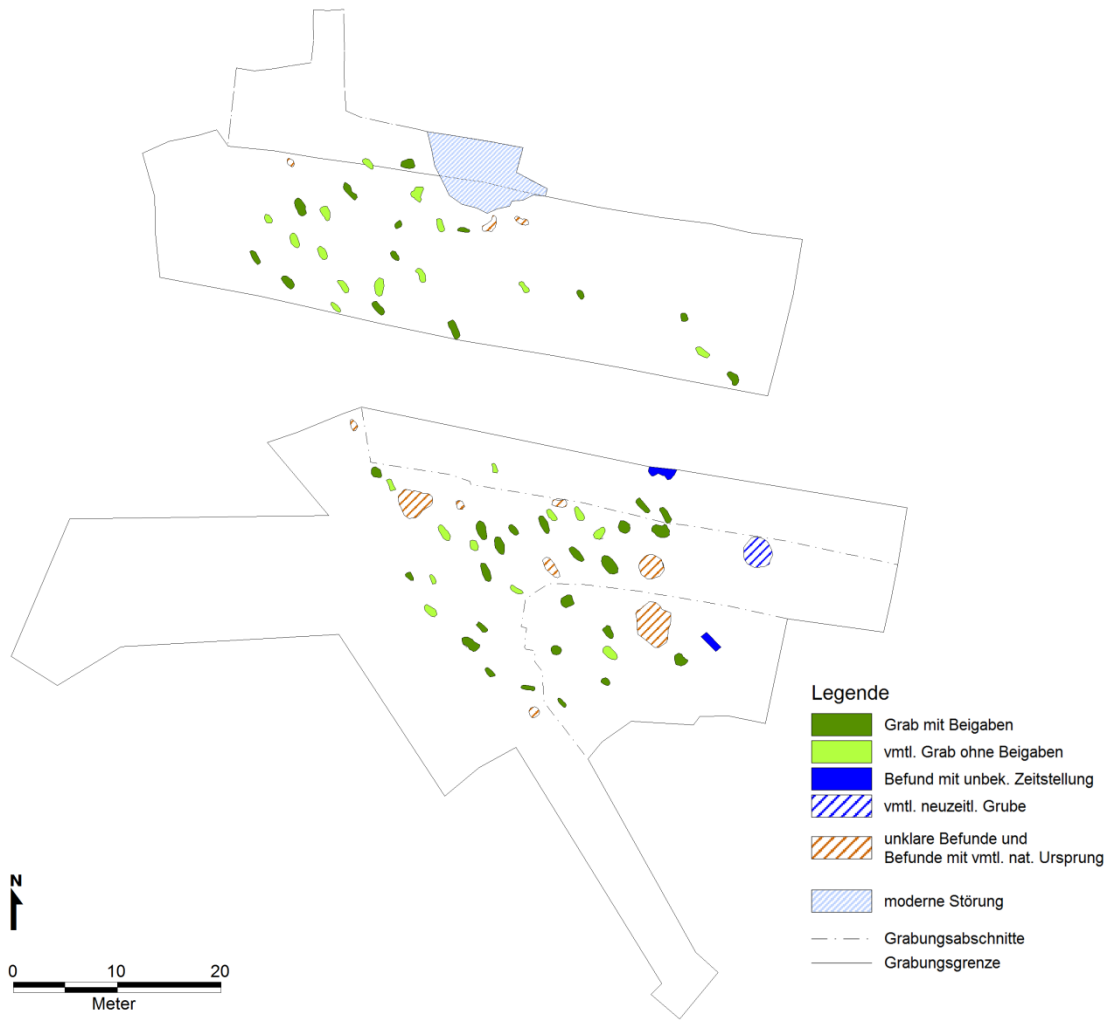 Legende
Grab mit Beigaben
vmtl. Grab ohne Beigaben
Befund mit unbek. Zeitstellung
vmtl. neuzeitl. Grube
unklare Befunde und
Befunde mit vmtl. nat. Ursprung
moderne Störung
Grabungsabschnitte
Grabungsgrenze
N
0 10 20
Meter